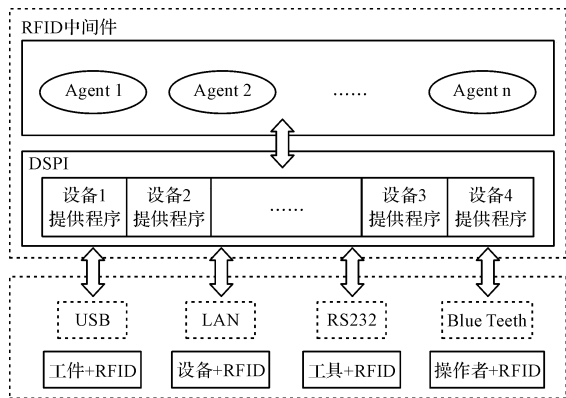 RFID中间件
Agent 1 Agent 2 …… Agent n
DSPI
设备1 设备2 …… 设备3 设备4
提供程序 提供程序 提供程序 提供程序
USB LAN RS232 Blue Teeth
工件+RFID 设备+RFID 工具+RFID 操作者+RFID